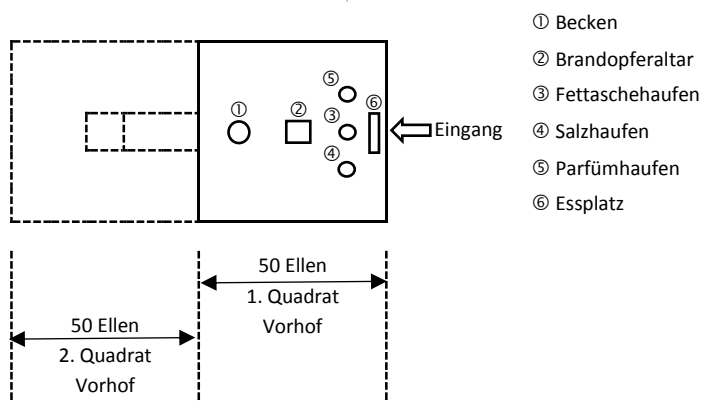 ① Becken
② Brandopferaltar
③ Fettaschehaufen
④ Salzhaufen
⑤ Parfümhaufen
⑥ Essplatz
⑤
① ② ③ ⑥
④
Eingang
50 Ellen
1. Quadrat
Vorhof
50 Ellen
2. Quadrat
Vorhof